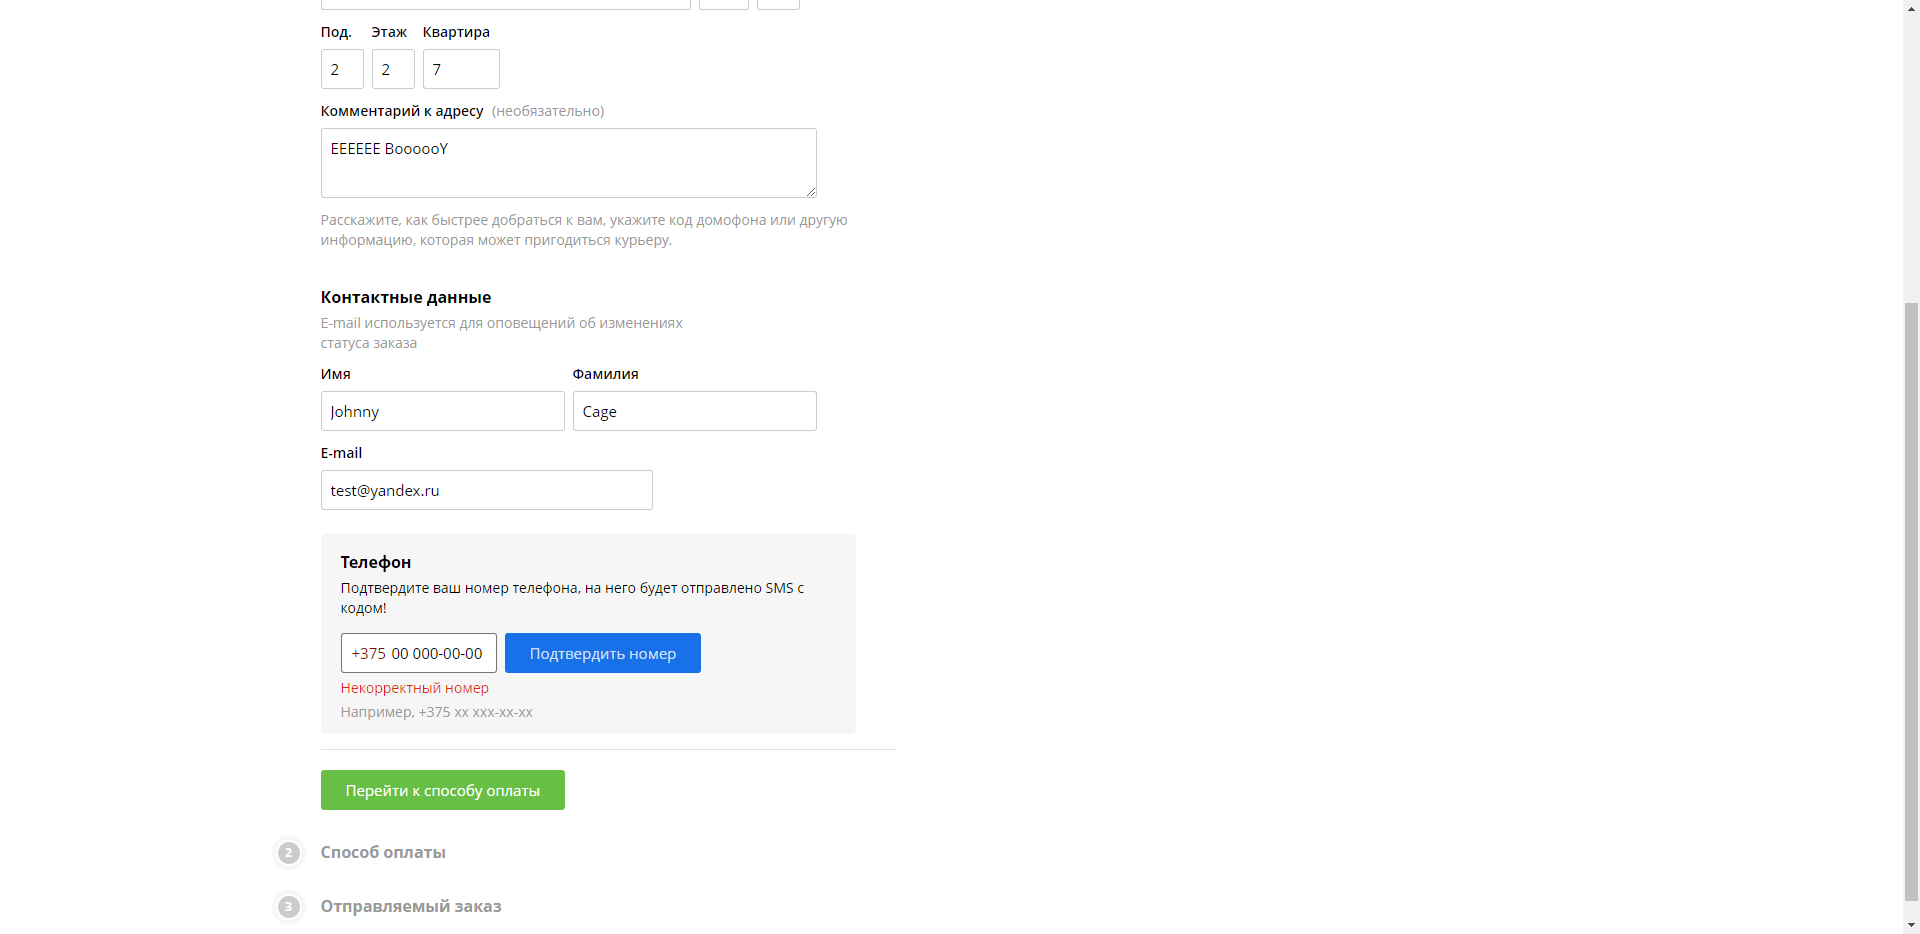 Под. Этаж Квартира
2 2 7
Комментарий к адресу (необязательно)
EEEEEE BoooooY
Расскажите, как быстрее добраться к вам, укажите код домофона или другую
информацию, которая может пригодиться курьеру.
Контактные данные
E-mail используется для оповещений об изменениях
статуса заказа
Имя Фамилия
Johnny Cage
E-mail
test@yandex.ru
Телефон
Подтвердите ваш номер телефона, на него будет отправлено SMS с
кодом!
+375 00 000-00-00 Подтвердить номер
Некорректный номер
Например, +375 xx xxx-xx-xx
Перейти к способу оплаты
2 Способ оплаты
3 Отправляемый заказ